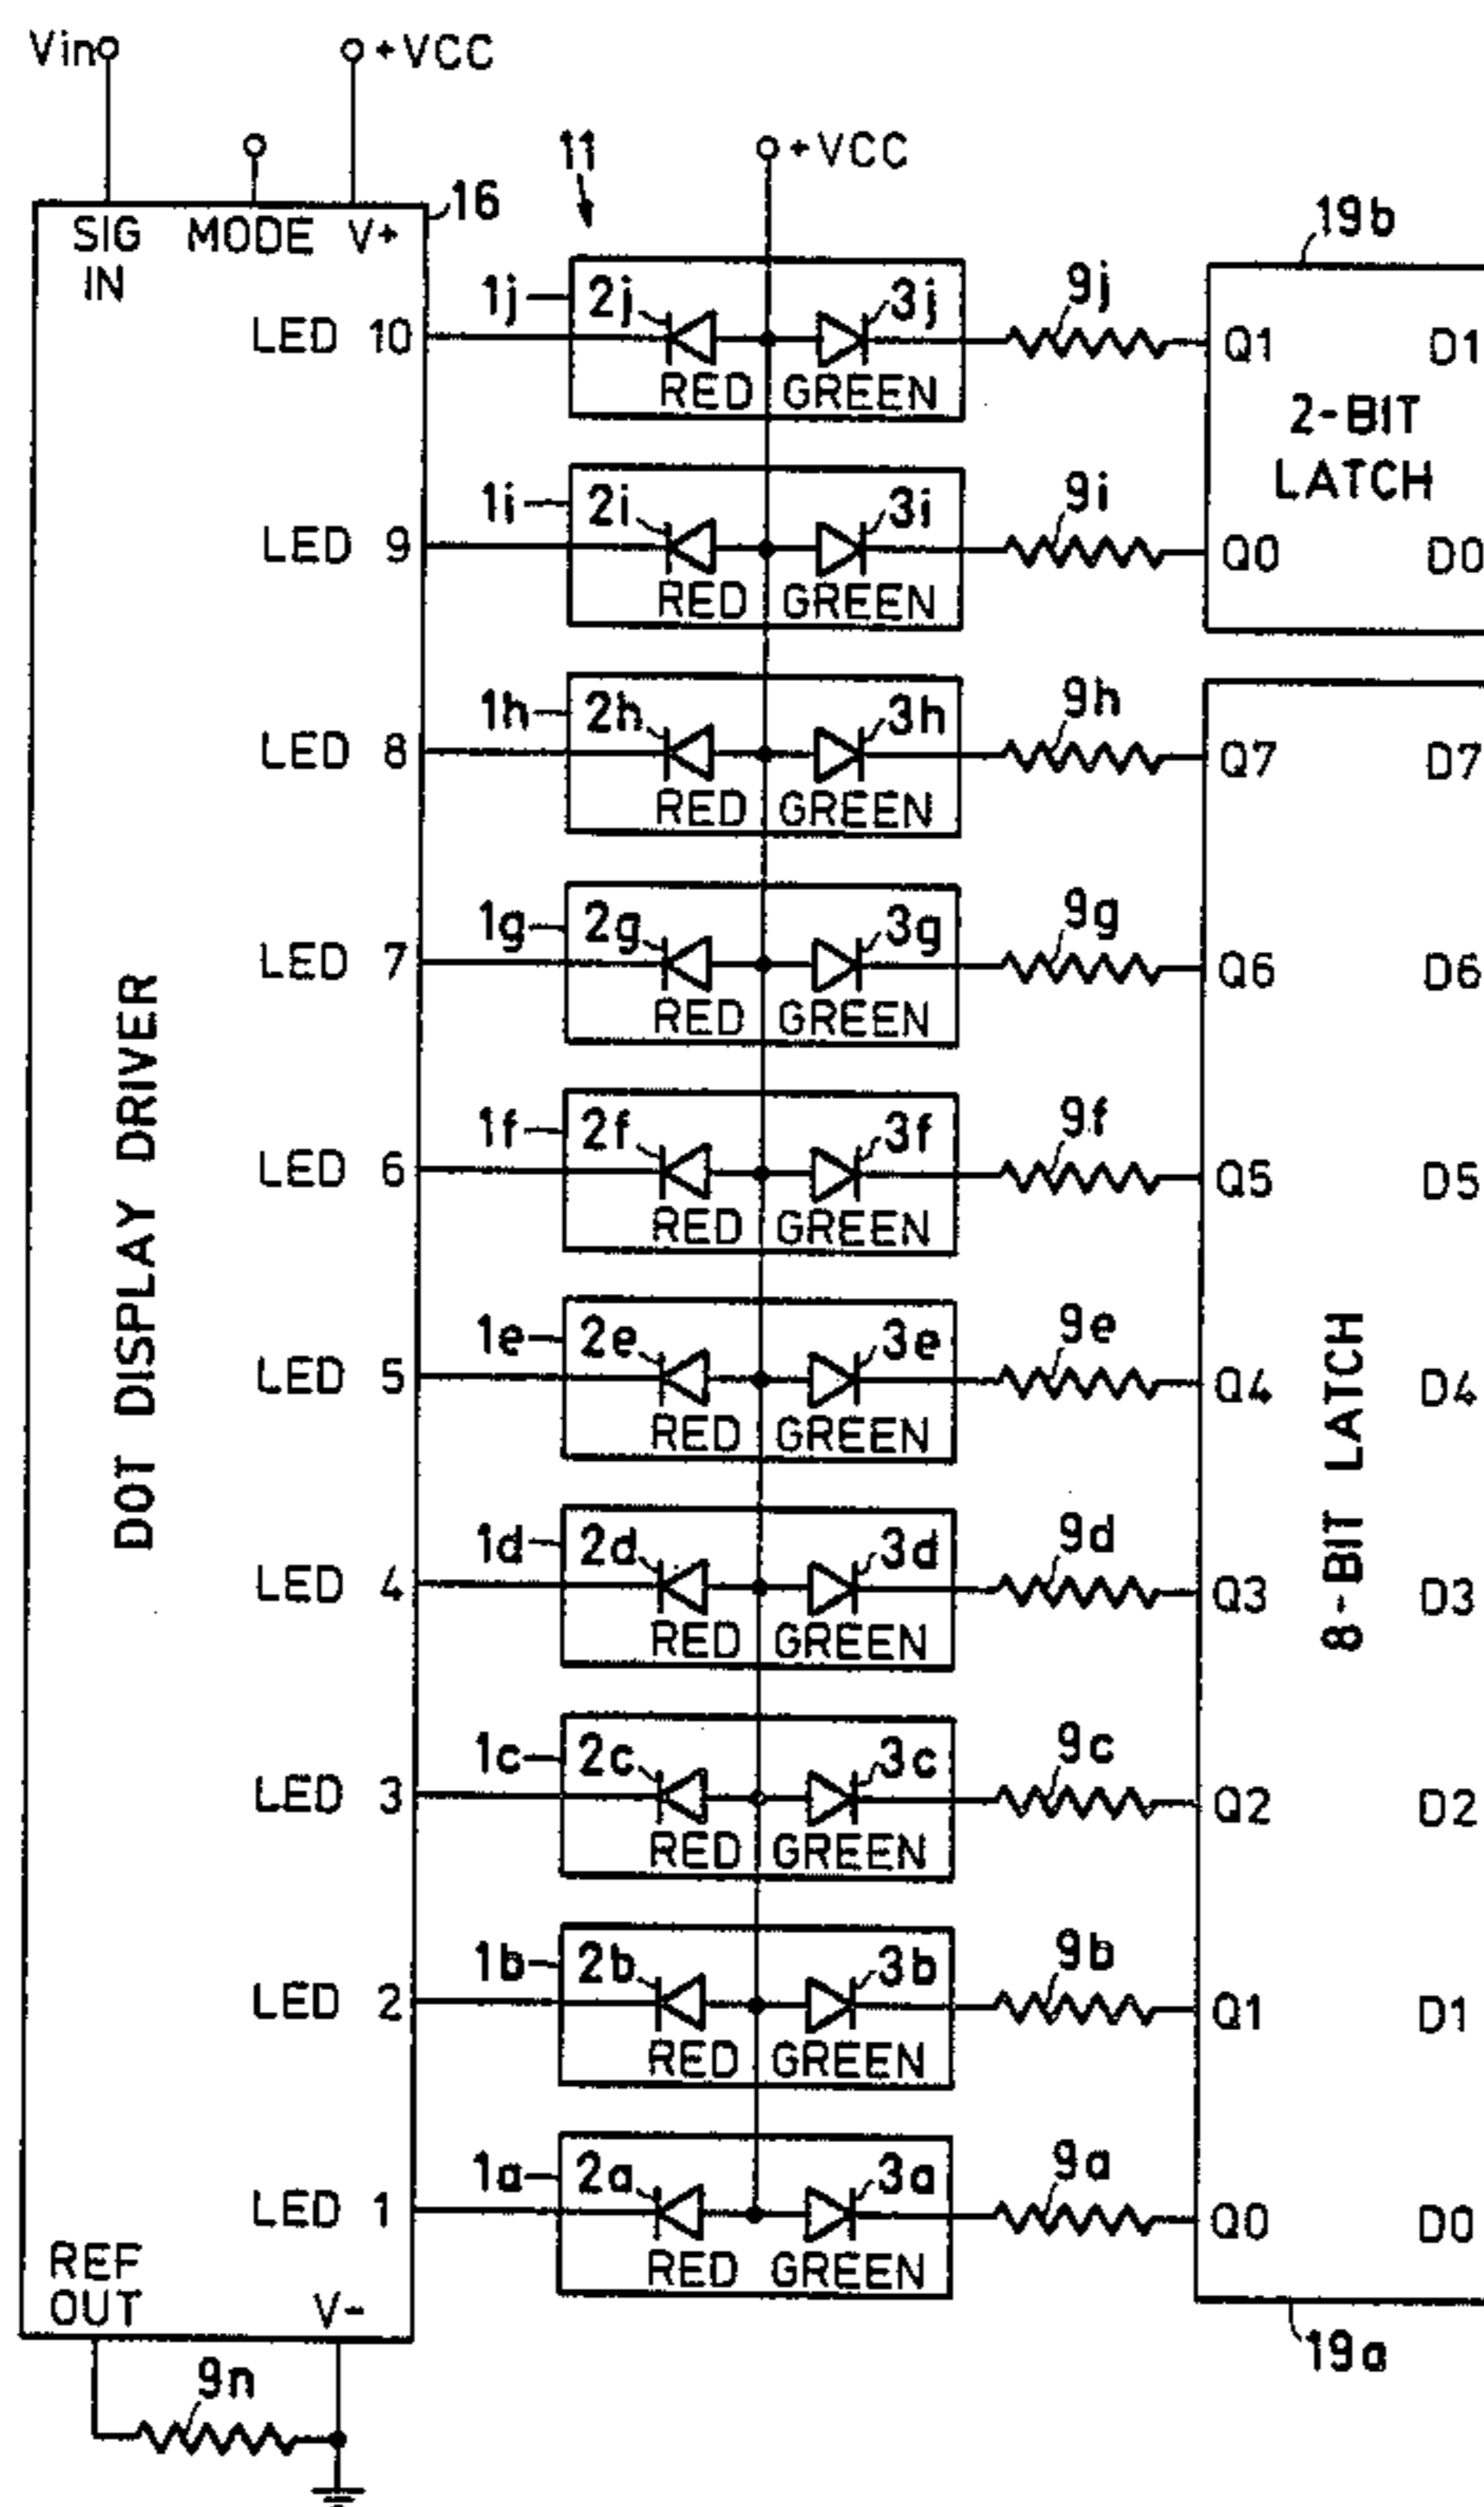 Vin +VCC
11 +VCC
16
SIG IN MODE V+
19b
1j 2j 3j 9j
LED 10 Q1 D1
RED GREEN
2-BIT
LATCH
1i 2i 3i 9i
LED 9 Q0 D0
RED GREEN
1h 2h 3h 9h
LED 8 Q7 D7
RED GREEN
1g 2g 3g 9g
LED 7 Q6 D6
RED GREEN
DOT DISPLAY DRIVER
1f 2f 3f 9f
LED 6 Q5 D5
RED GREEN
1e 2e 3e 9e
LED 5 Q4 D4
RED GREEN
8-BIT LATCH
1d 2d 3d 9d
LED 4 Q3 D3
RED GREEN
1c 2c 3c 9c
LED 3 Q2 D2
RED GREEN
1b 2b 3b 9b
LED 2 Q1 D1
RED GREEN
1a 2a 3a 9a
LED 1 Q0 D0
RED GREEN
REF
OUT V-
19a
9n